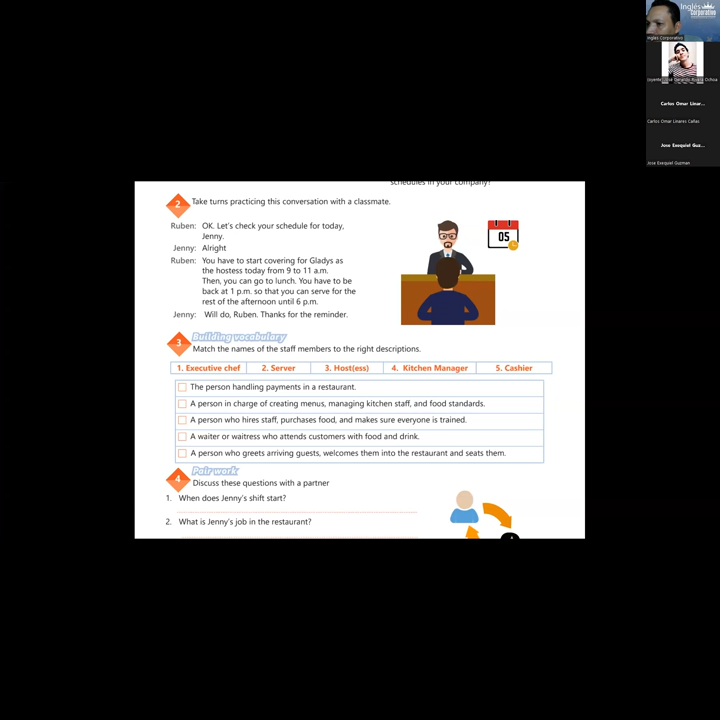 Inglés
Corporativo
Inglés Corporativo
Carlos Omar Linar...
Carlos Omar Linares Cañas
Jose Exequiel Guz...
Jose Exequiel Guzman
schedules in your company?
2 Take turns practicing this conversation with a classmate.
Ruben: OK. Let's check your schedule for today,
Jenny.
Jenny: Alright
Ruben: You have to start covering for Gladys as
the hostess today from 9 to 11 a.m.
Then, you can go to lunch. You have to be
back at 1 p.m. so that you can serve for the
rest of the afternoon until 6 p.m.
Jenny: Will do, Ruben. Thanks for the reminder.
05
3 Building vocabulary
Match the names of the staff members to the right descriptions.
1. Executive chef 2. Server 3. Host(ess) 4. Kitchen Manager 5. Cashier
The person handling payments in a restaurant.
A person in charge of creating menus, managing kitchen staff, and food standards.
A person who hires staff, purchases food, and makes sure everyone is trained.
A waiter or waitress who attends customers with food and drink.
A person who greets arriving guests, welcomes them into the restaurant and seats them.
4 Pair work
Discuss these questions with a partner
1. When does Jenny's shift start?
2. What is Jenny's job in the restaurant?